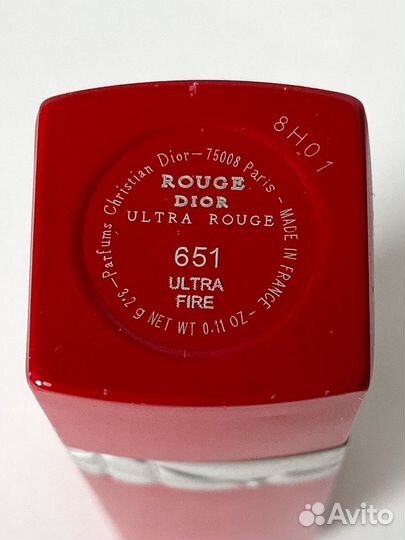 8H01
Parfums Christian Dior – 75008 Paris - MADE IN FRANCE - 3,2 g NET WT 0.11 OZ –
ROUGE
DIOR
ULTRA ROUGE
651
ULTRA
FIRE
Avito